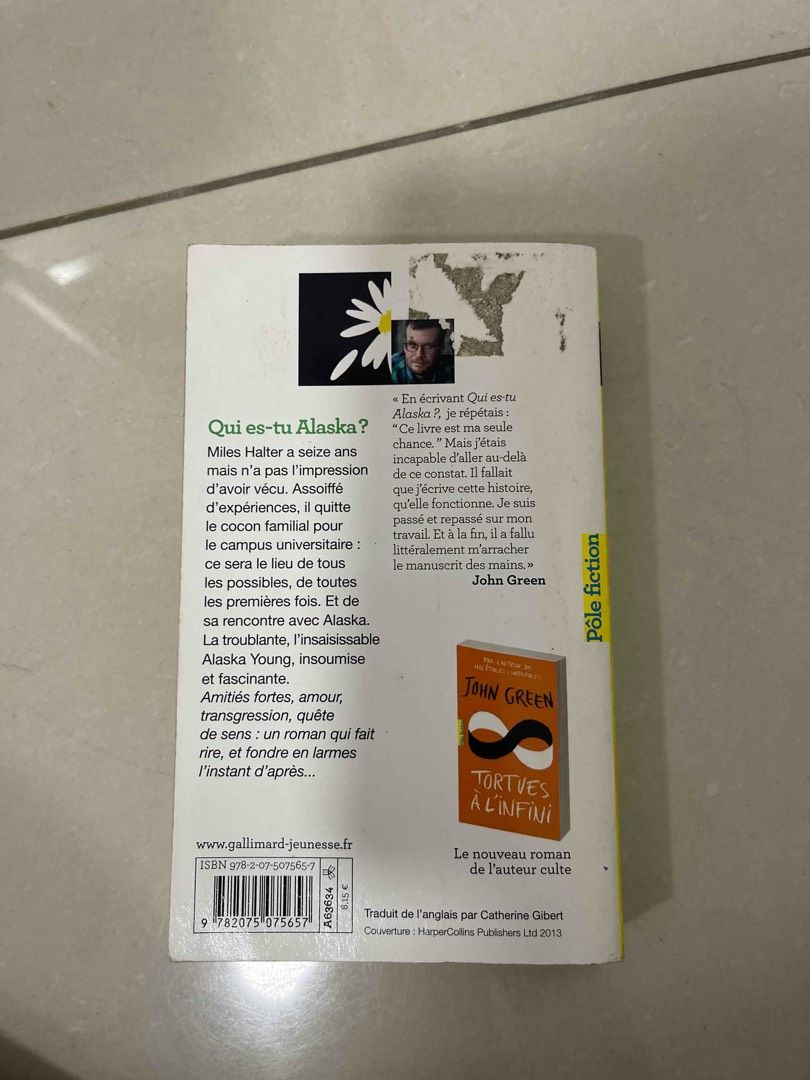 Qui es-tu Alaska ?
Miles Halter a seize ans
mais n'a pas l'impression
d'avoir vécu. Assoiffé
d'expériences, il quitte
le cocon familial pour
le campus universitaire :
ce sera le lieu de tous
les possibles, de toutes
les premières fois. Et de
sa rencontre avec Alaska.
La troublante, l'insaisissable
Alaska Young, insoumise
et fascinante.
Amitiés fortes, amour,
transgression, quête
de sens : un roman qui fait
rire, et fondre en larmes
l'instant d'après...
« En écrivant Qui es-tu
Alaska ?, je répétais :
“Ce livre est ma seule
chance.” Mais j'étais
incapable d'aller au-delà
de ce constat. Il fallait
que j'écrive cette histoire,
qu'elle fonctionne. Je suis
passé et repassé sur mon
travail. Et à la fin, il a fallu
littéralement m'arracher
le manuscrit des mains.»
John Green
Pôle fiction
PAR L'AUTEUR DE
NOS ÉTOILES CONTRAIRES
JOHN GREEN
TORTUES
À L'INFINI
Le nouveau roman
de l'auteur culte
www.gallimard-jeunesse.fr
ISBN 978-2-07-507565-7
9 782075 075657
A63634
8,15 €
Traduit de l'anglais par Catherine Gibert
Couverture : HarperCollins Publishers Ltd 2013